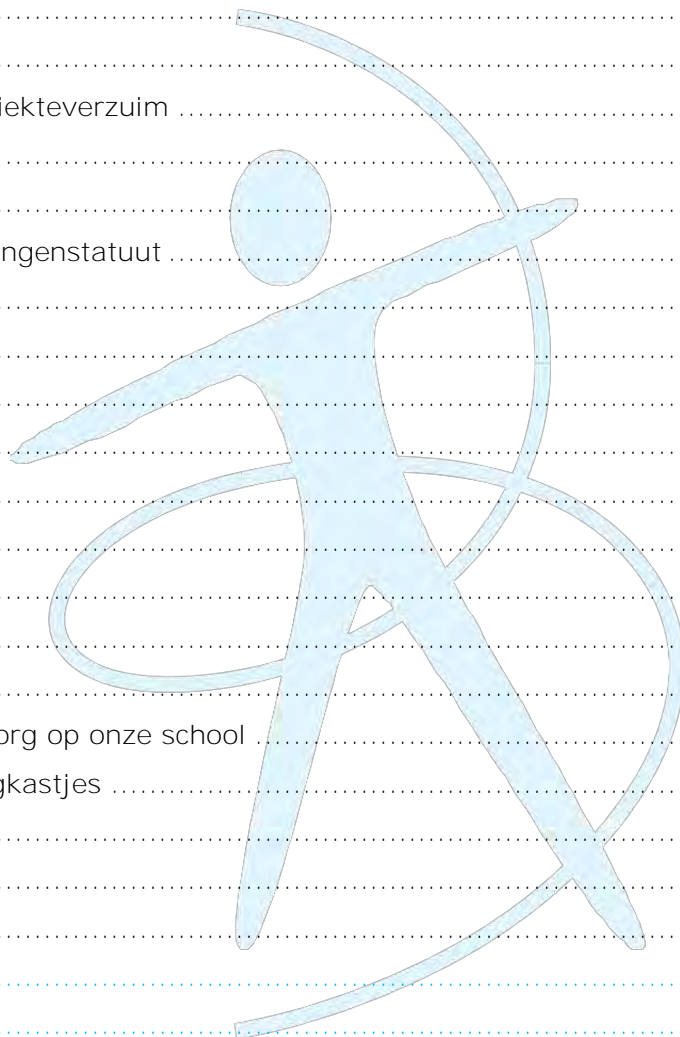 iekteverzuim
ngenstatuut
org op onze school
gkastjes